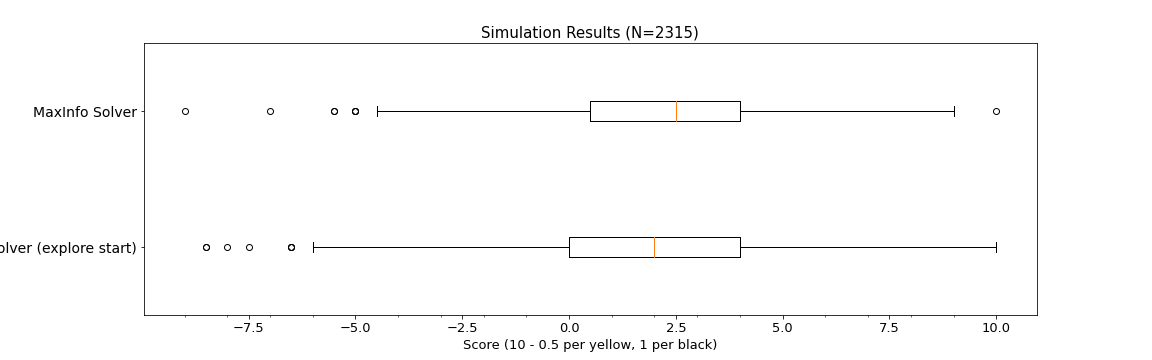 Simulation Results (N=2315)
MaxInfo Solver
(explore start)
−7.5 −5.0 −2.5 0.0 2.5 5.0 7.5 10.0
Score (10 - 0.5 per yellow, 1 per black)